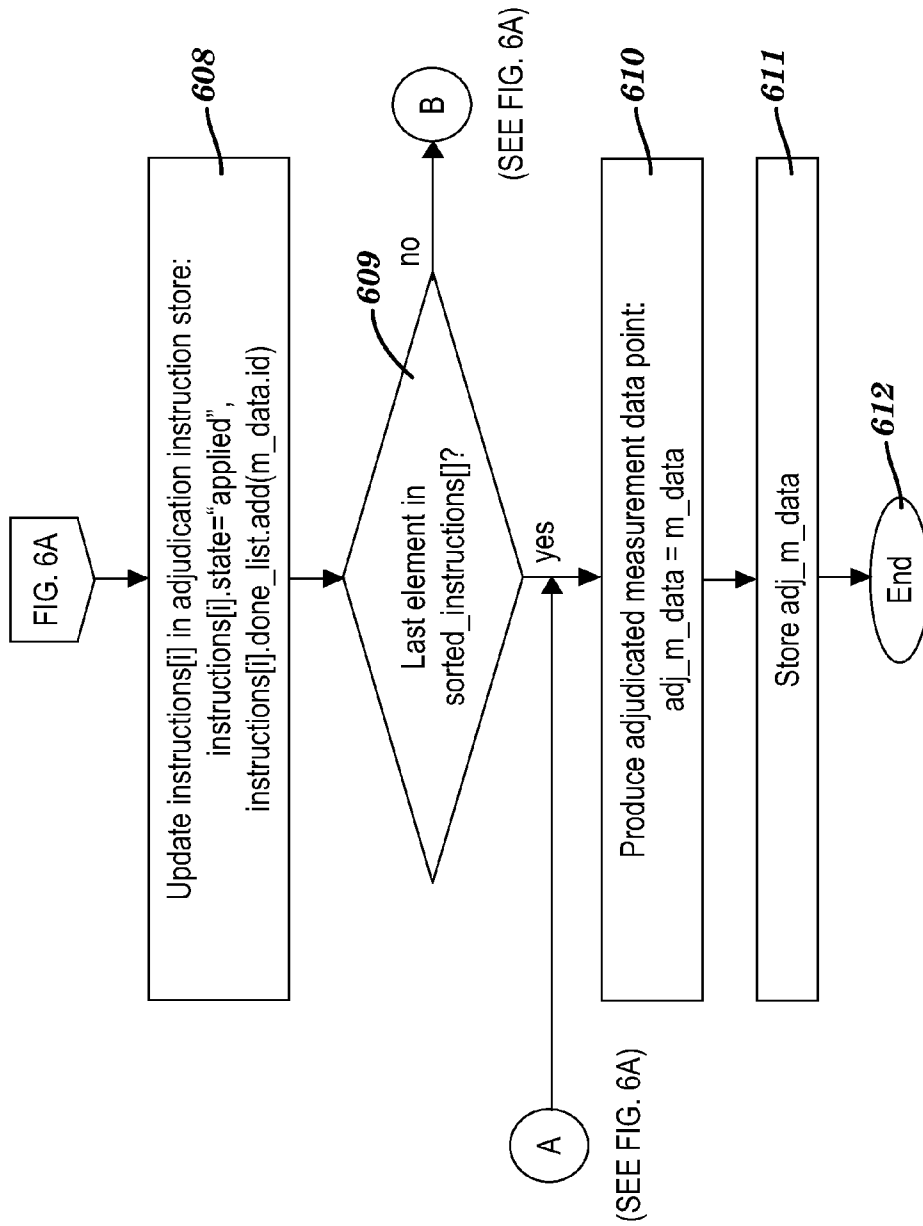 FIG. 6A
608
Update instructions[i] in adjudication instruction store:
instructions[i].state="applied",
instructions[i].done_list.add(m_data.id)
609
Last element in
sorted_instructions[]?
no
B
(SEE FIG. 6A)
yes
A
(SEE FIG. 6A)
610
Produce adjudicated measurement data point:
adj_m_data = m_data
611
Store adj_m_data
612
End